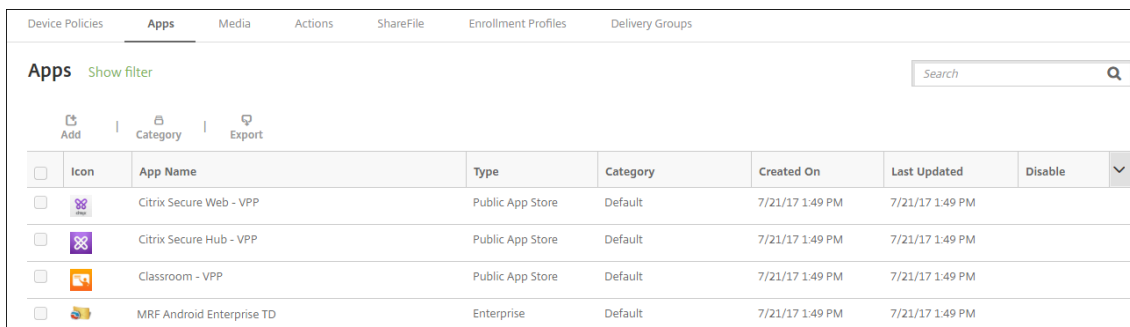 Device Policies Apps Media Actions ShareFile Enrollment Profiles Delivery Groups
Apps Show filter Search
Add | Category | Export
Icon App Name Type Category Created On Last Updated Disable
Citrix Secure Web - VPP Public App Store Default 7/21/17 1:49 PM 7/21/17 1:49 PM
Citrix Secure Hub - VPP Public App Store Default 7/21/17 1:49 PM 7/21/17 1:49 PM
Classroom - VPP Public App Store Default 7/21/17 1:49 PM 7/21/17 1:49 PM
MRF Android Enterprise TD Enterprise Default 7/21/17 1:49 PM 7/21/17 1:49 PM